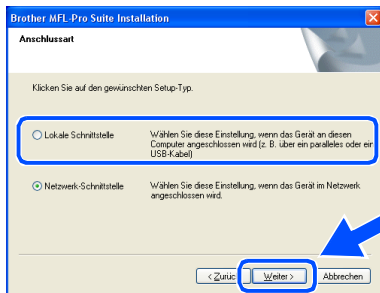 Brother MFL-Pro Suite Installation
Anschlussart
Klicken Sie auf den gewünschten Setup-Typ.
Lokale Schnittstelle
Wählen Sie diese Einstellung, wenn das Gerät an diesen
Computer angeschlossen wird (z. B. über ein paralleles oder ein
USB-Kabel)
Netzwerk-Schnittstelle
Wählen Sie diese Einstellung, wenn das Gerät im Netzwerk
angeschlossen wird.
< Zurüc
Weiter >
Abbrechen